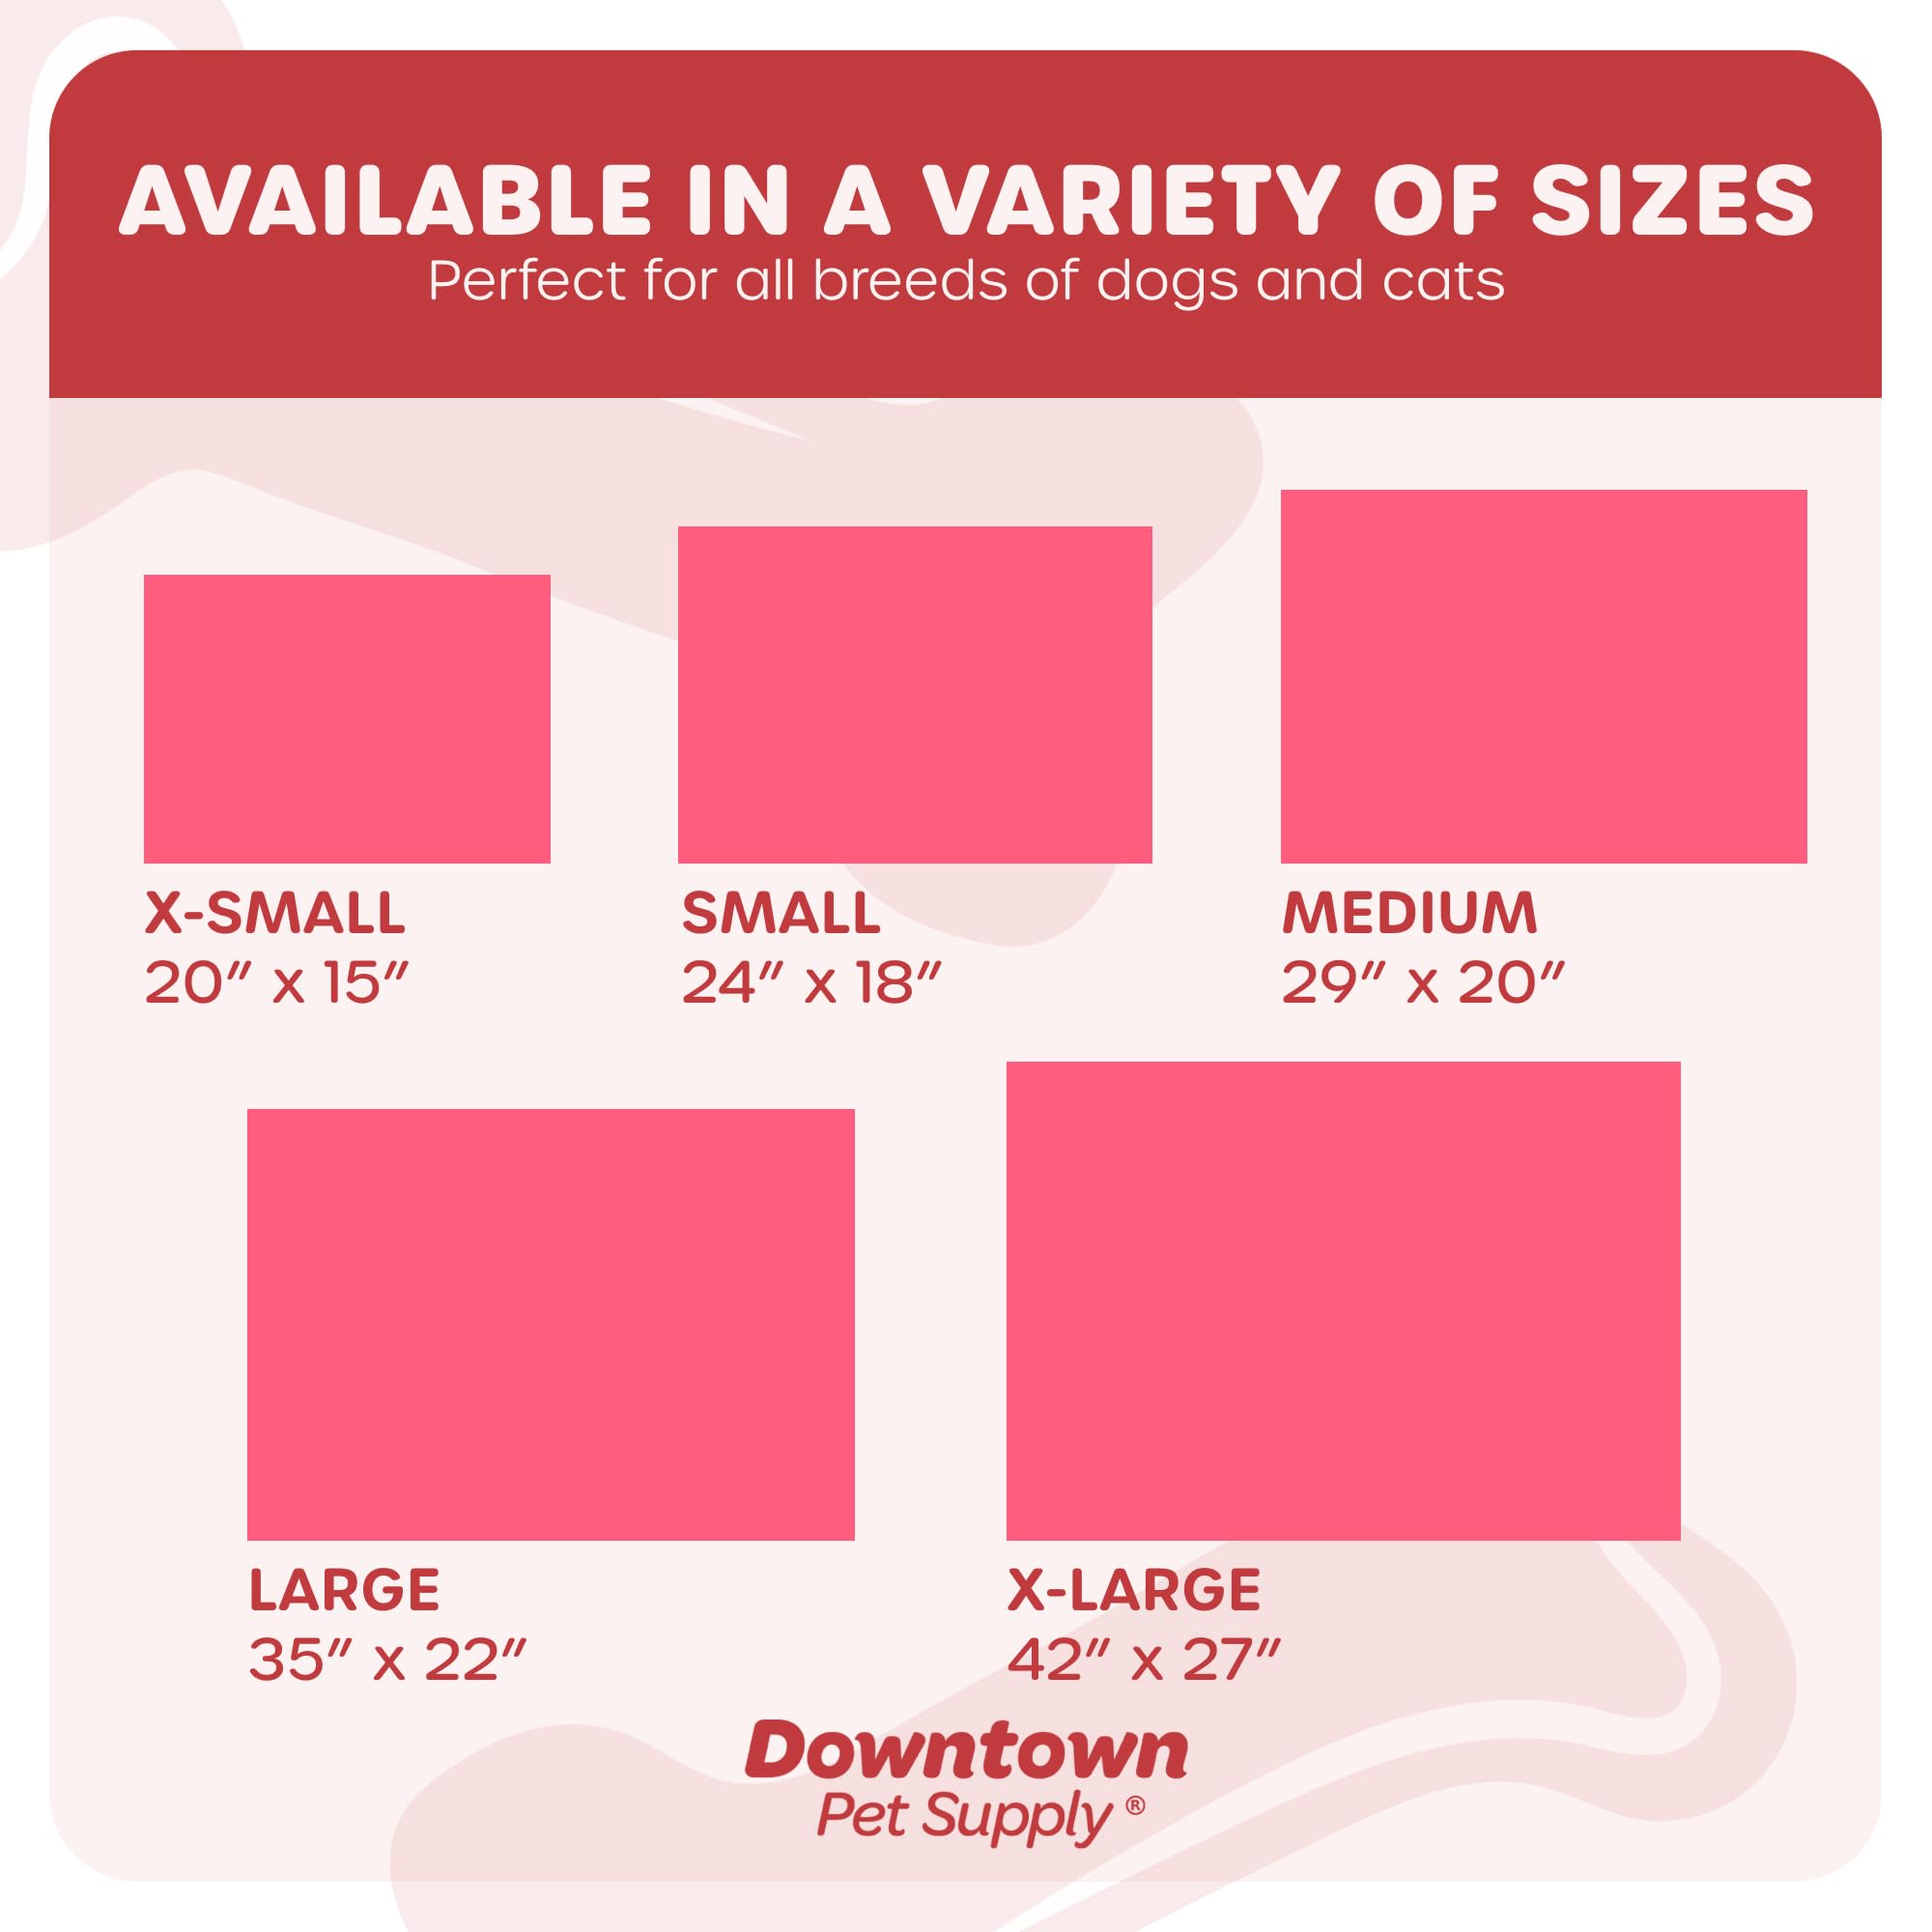 AVAILABLE IN A VARIETY OF SIZES
Perfect for all breeds of dogs and cats
X-SMALL
20″ x 15″
SMALL
24″ x 18″
MEDIUM
29″ x 20″
LARGE
35″ x 22″
X-LARGE
42″ x 27″
Downtown
Pet Supply®